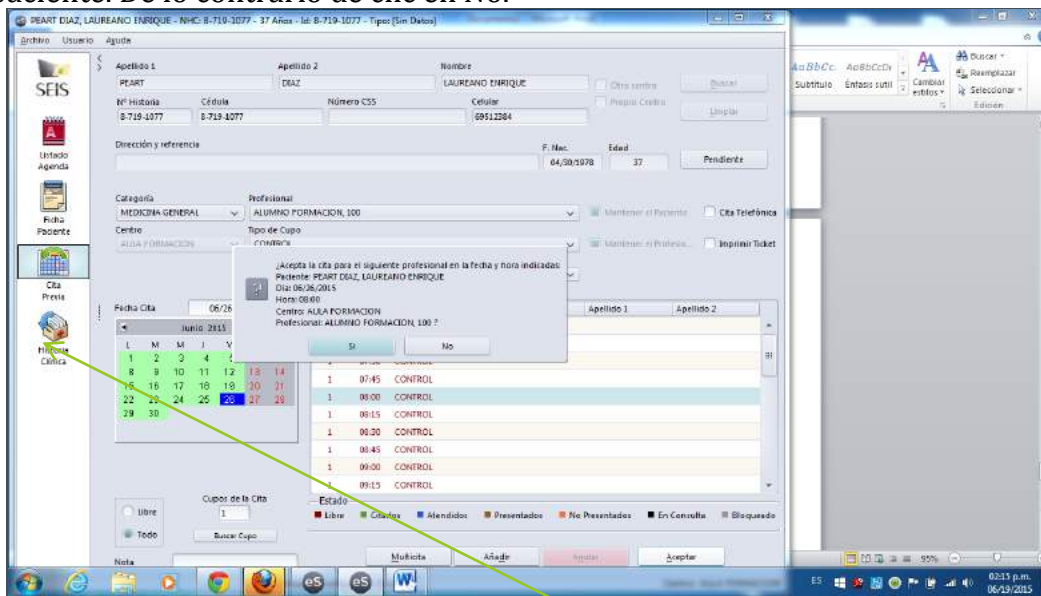 paciente. De lo contrario de clic en No.
PEART DIAZ, LAUREANO ENRIQUE - NHC: 8-719-1077 - 37 Años - Id: 8-719-1077 - Tipo: [Sin Datos]
Archivo Usuario Ayuda
SEIS
Listado Agenda
Ficha Paciente
Cita Previa
Historia Clínica
Apellido 1 Apellido 2 Nombre
PEART DIAZ LAUREANO ENRIQUE
Otro centro Buscar
Nº Historia Cédula Número CSS Celular
Propio Centro
8-719-1077 8-719-1077 69512384
Limpiar
Dirección y referencia F. Nac. Edad
04/30/1978 37 Pendiente
Categoría Profesional
MEDICINA GENERAL ALUMNO FORMACION, 100 Mantener el Paciente Cita Telefónica
Centro Tipo de Cupo
AULA FORMACION CONTROL Imprimir Ticket
¿Acepta la cita para el siguiente profesional en la fecha y hora indicadas:
Paciente: PEART DIAZ, LAUREANO ENRIQUE
Día: 06/26/2015
Hora: 08:00
Centro: AULA FORMACION
Profesional: ALUMNO FORMACION, 100 ?
Si No
Fecha Cita 06/26
Apellido 1 Apellido 2
Junio 2015
L M M J V
1 2 3 4 5
8 9 10 11 12 13 14
15 16 17 18 19 20 21
22 23 24 25 26 27 28
29 30
1 07:45 CONTROL
1 08:00 CONTROL
1 08:15 CONTROL
1 08:30 CONTROL
1 08:45 CONTROL
1 09:00 CONTROL
1 09:15 CONTROL
Libre
Todo
Cupos de la Cita
1
Buscar Cupo
Estado
Libre Citados Atendidos Presentados No Presentados En Consulta Bloqueado
Nota
Multicita Añadir Aceptar
AaBbCc. AaBbCcDc
Subtítulo Énfasis sutil
Cambiar estilos
Buscar
Reemplazar
Seleccionar
Edición
95%
ES
02:15 p.m.
06/19/2015